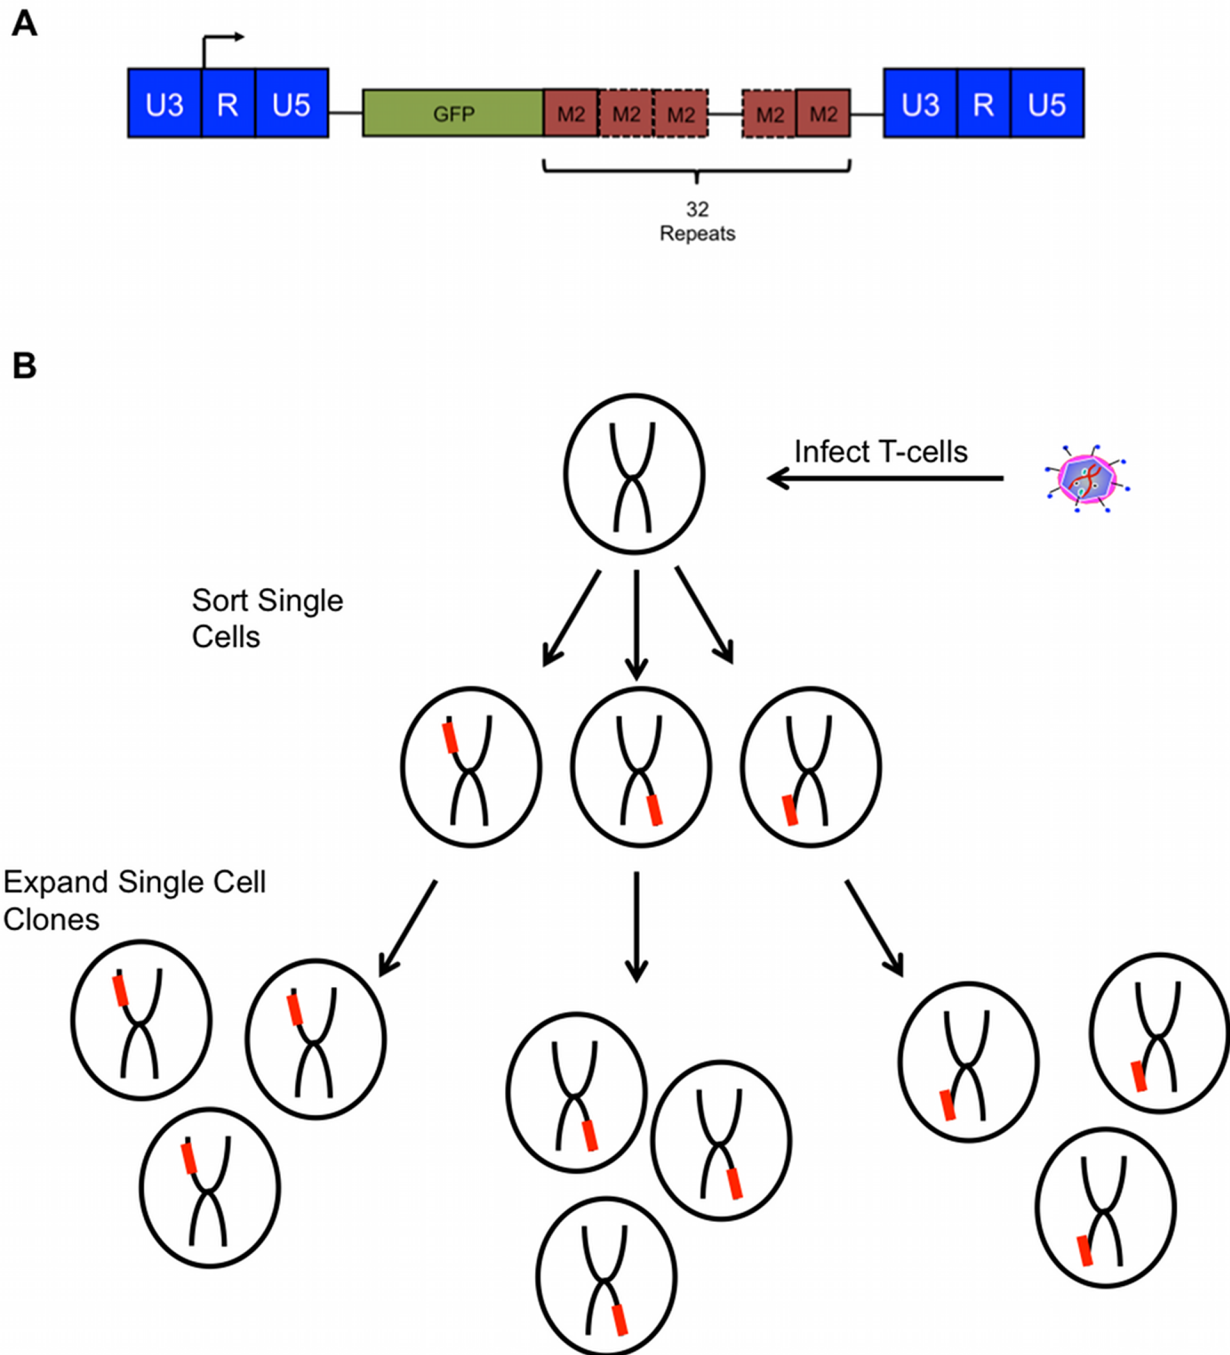 A
U3 R U5 GFP M2 M2 M2 M2 M2 U3 R U5
32
Repeats
B
Infect T-cells
Sort Single
Cells
Expand Single Cell
Clones